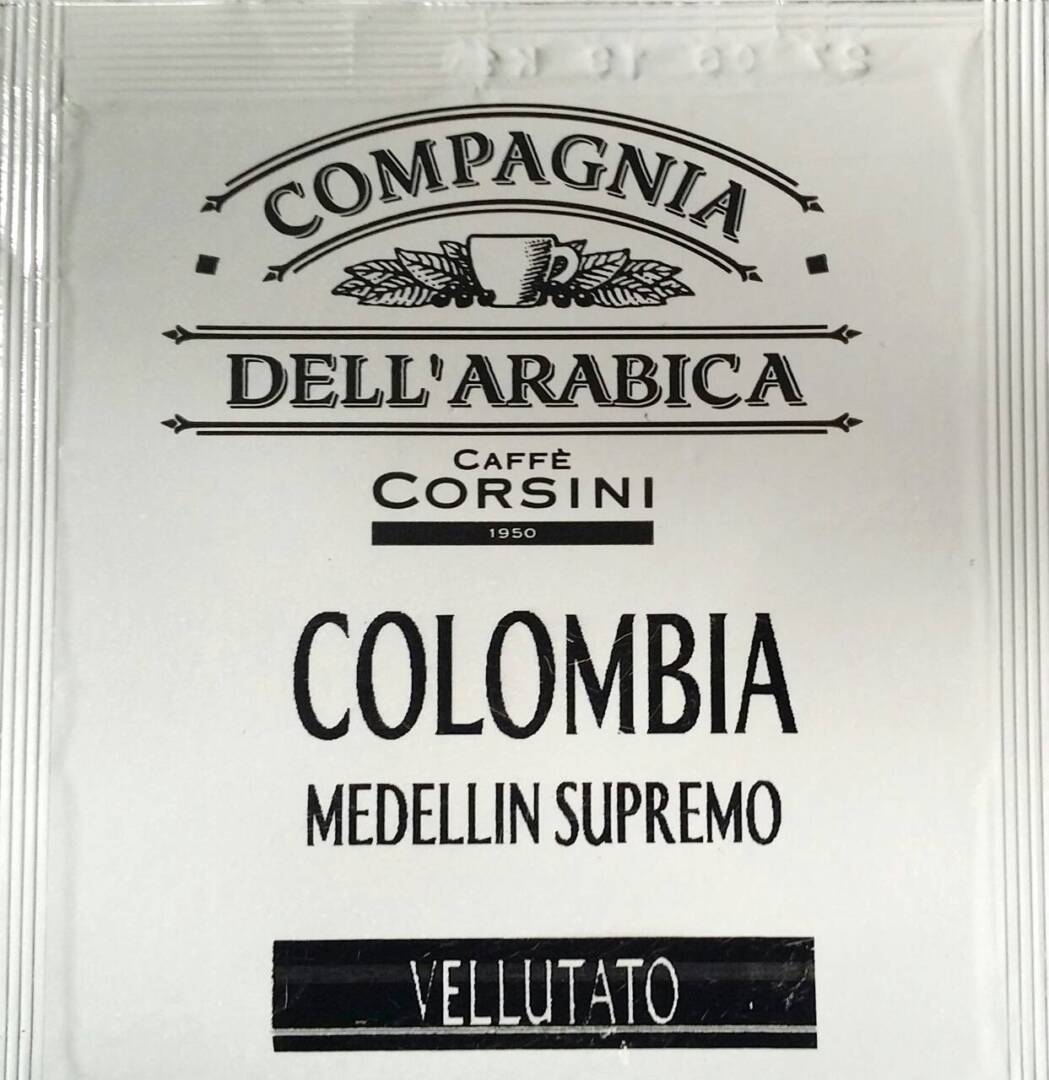 COMPAGNIA
DELL'ARABICA
CAFFÈ
CORSINI
1950
COLOMBIA
MEDELLIN SUPREMO
VELLUTATO